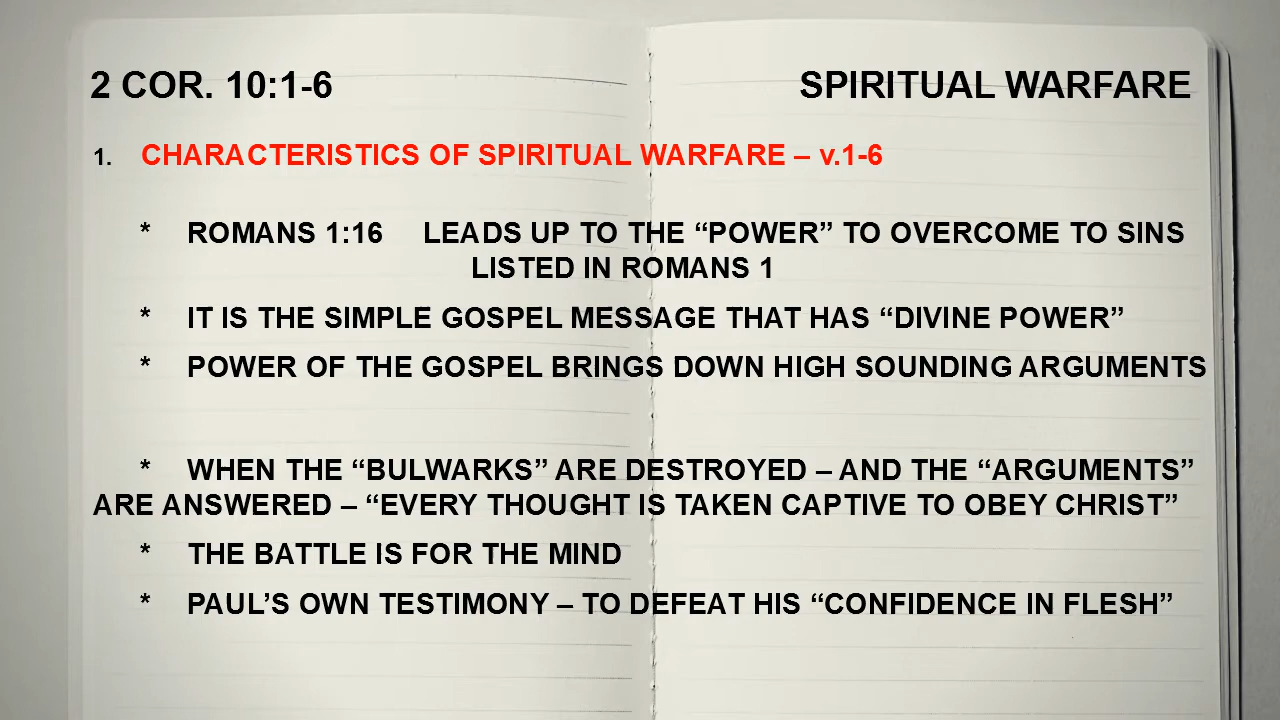 2 COR. 10:1-6 SPIRITUAL WARFARE
1. CHARACTERISTICS OF SPIRITUAL WARFARE – v.1-6
* ROMANS 1:16 LEADS UP TO THE “POWER” TO OVERCOME TO SINS
LISTED IN ROMANS 1
* IT IS THE SIMPLE GOSPEL MESSAGE THAT HAS “DIVINE POWER”
* POWER OF THE GOSPEL BRINGS DOWN HIGH SOUNDING ARGUMENTS
* WHEN THE “BULWARKS” ARE DESTROYED – AND THE “ARGUMENTS”
ARE ANSWERED – “EVERY THOUGHT IS TAKEN CAPTIVE TO OBEY CHRIST”
* THE BATTLE IS FOR THE MIND
* PAUL’S OWN TESTIMONY – TO DEFEAT HIS “CONFIDENCE IN FLESH”